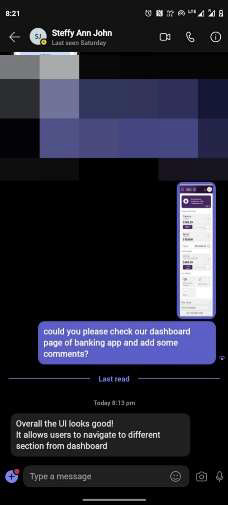 8:21
SJ
Steffy Ann John
Last seen Saturday
could you please check our dashboard
page of banking app and add some
comments?
Last read
Today 8:13 pm
Overall the UI looks good!
It allows users to navigate to different
section from dashboard
Type a message